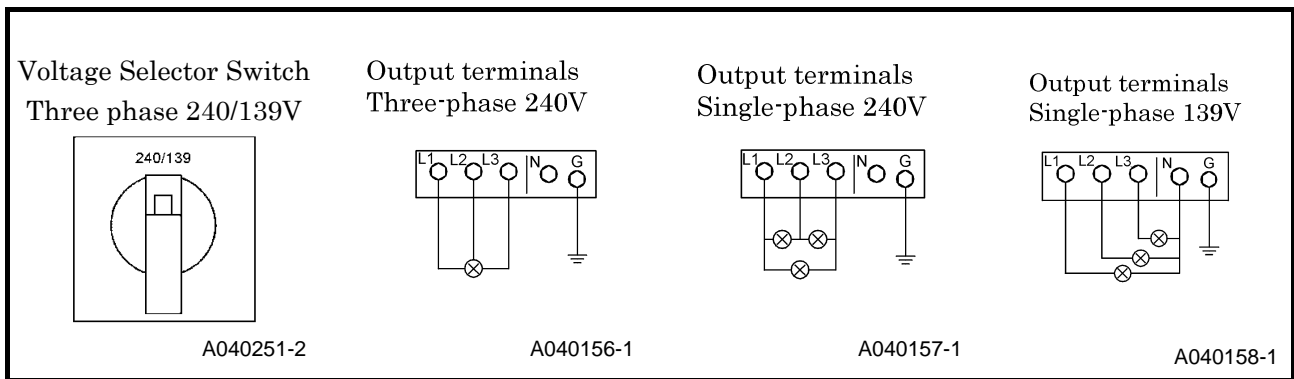 Voltage Selector Switch
Three phase 240/139V
240/139
A040251-2
Output terminals
Three-phase 240V
L1 L2 L3 N G
A040156-1
Output terminals
Single-phase 240V
L1 L2 L3 N G
A040157-1
Output terminals
Single-phase 139V
L1 L2 L3 N G
A040158-1